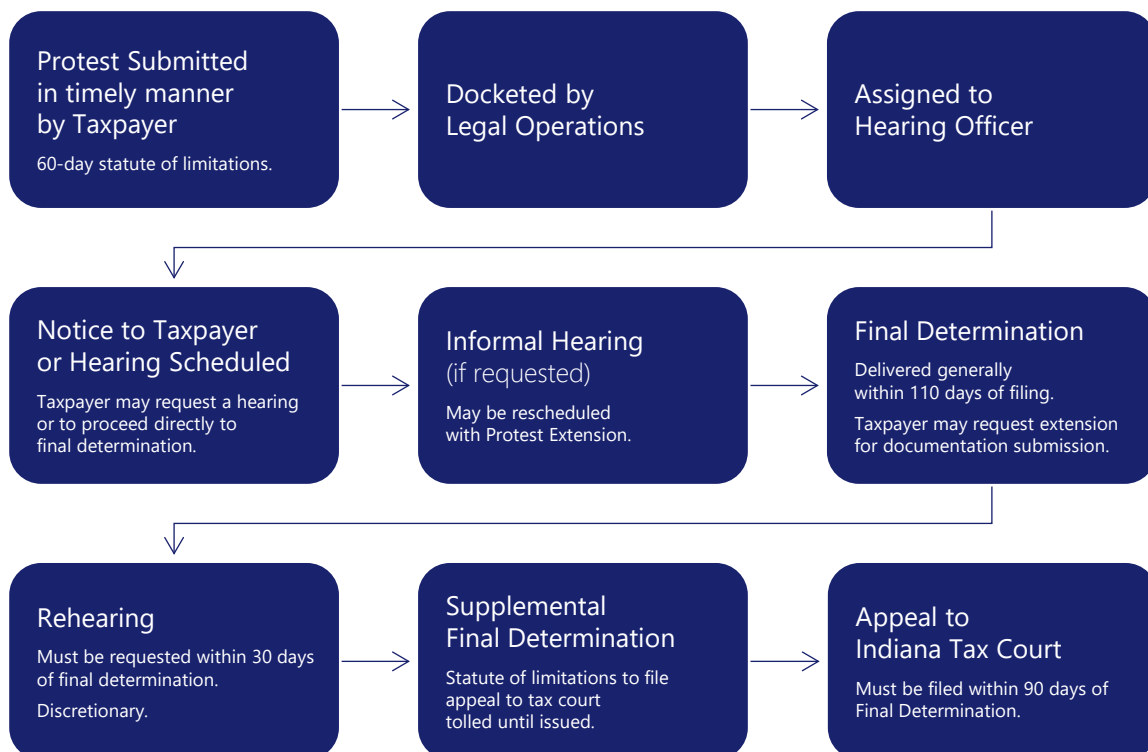 Protest Submitted
in timely manner
by Taxpayer
60-day statute of limitations.
Docketed by
Legal Operations
Assigned to
Hearing Officer
Notice to Taxpayer
or Hearing Scheduled
Taxpayer may request a hearing
or to proceed directly to
final determination.
Informal Hearing
(if requested)
May be rescheduled
with Protest Extension.
Final Determination
Delivered generally
within 110 days of filing.
Taxpayer may request extension
for documentation submission.
Rehearing
Must be requested within 30 days
of final determination.
Discretionary.
Supplemental
Final Determination
Statute of limitations to file
appeal to tax court
tolled until issued.
Appeal to
Indiana Tax Court
Must be filed within 90 days of
Final Determination.